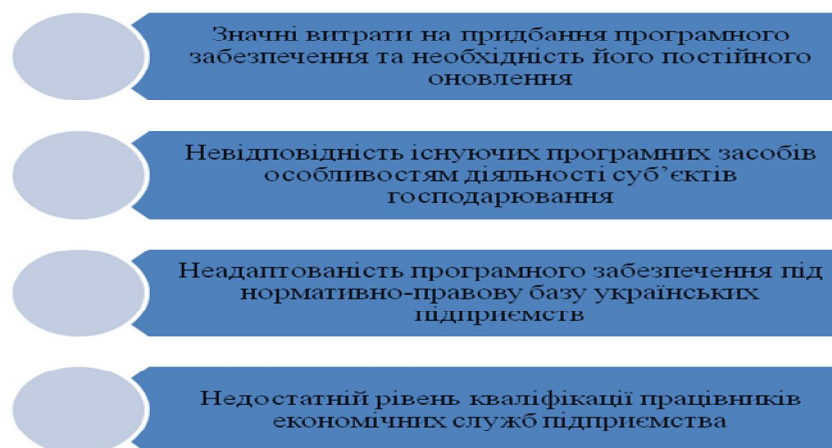 Значні витрати на придбання програмного
забезпечення та необхідність його постійного
оновлення
Невідповідність існуючих програмних засобів
особливостям діяльності суб’єктів
господарювання
Неадаптованість програмного забезпечення під
нормативно-правову базу українських
підприємств
Недостатній рівень кваліфікації працівників
економічних служб підприємства